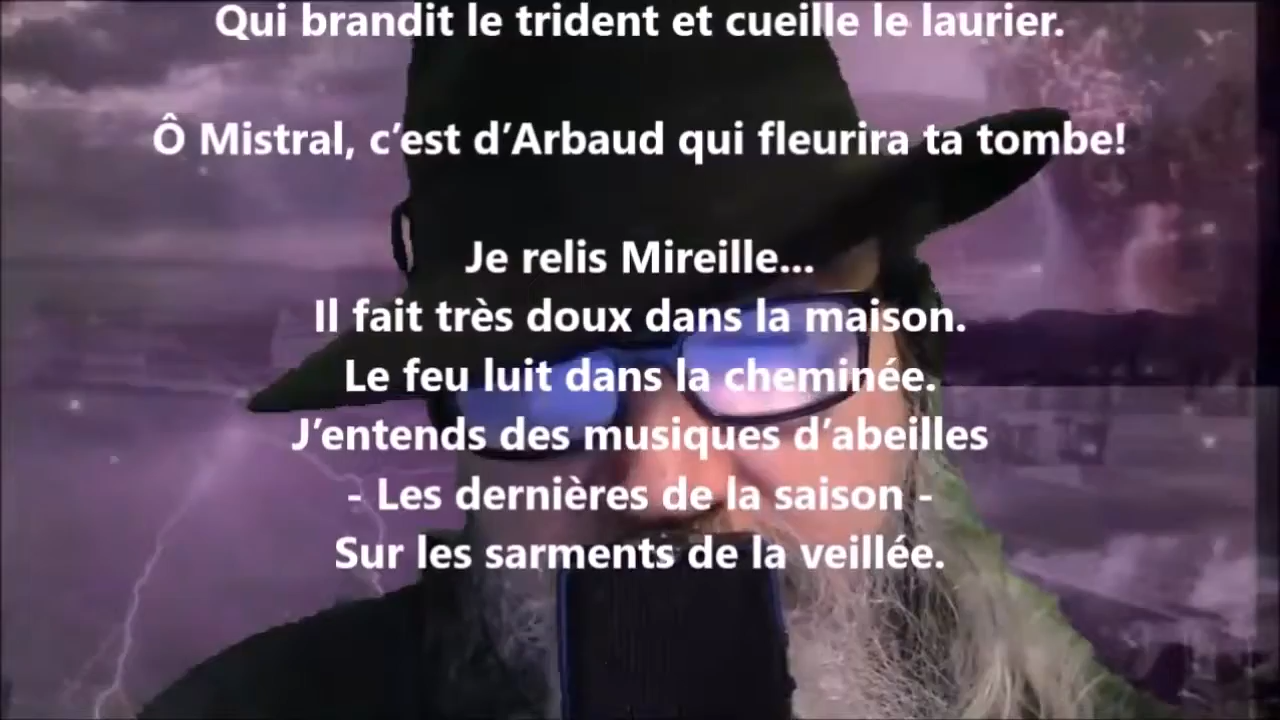 Qui brandit le trident et cueille le laurier.
Ô Mistral, c’est d’Arbaud qui fleurira ta tombe!
Je relis Mireille...
Il fait très doux dans la maison.
Le feu luit dans la cheminée.
J’entends des musiques d’abeilles
- Les dernières de la saison -
Sur les sarments de la veillée.